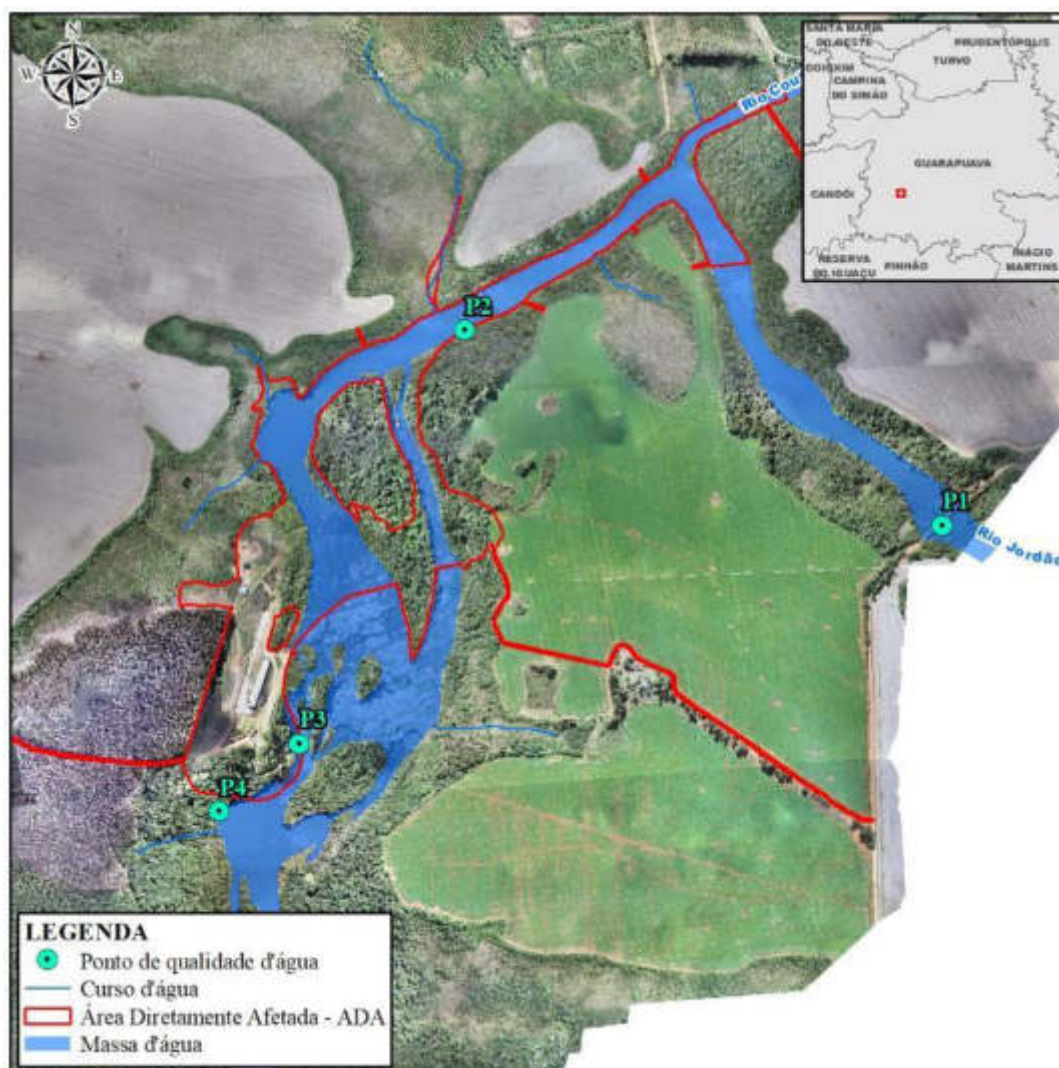 N
W E
S
SANTA MARIA
DO OESTE
PRUDENTÓPOLIS
TURVO
GOIOXIM
CAMPINA
DO SIMÃO
GUARAPUAVA
CANDÓI
RESERVA
DO IGUAÇU
PINHÃO
INÁCIO
MARTINS
Rio Cou
P2
P1
Rio Jordão
P3
P4
LEGENDA
Ponto de qualidade d'água
Curso d'água
Área Diretamente Afetada - ADA
Massa d'água